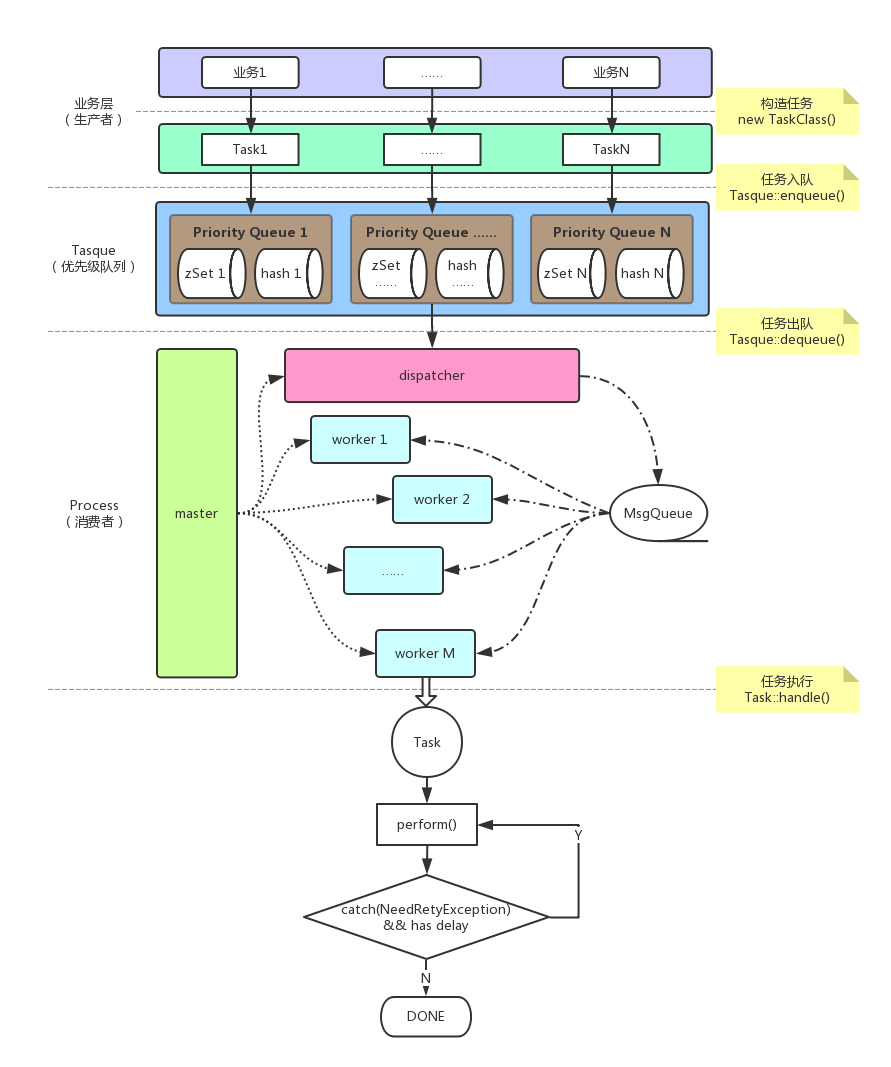 业务1
……
业务N
业务层
（生产者）
构造任务
new TaskClass()
Task1
……
TaskN
任务入队
Tasque::enqueue()
Tasque
（优先级队列）
Priority Queue 1
zSet 1
hash 1
Priority Queue ……
zSet
……
hash
……
Priority Queue N
zSet N
hash N
任务出队
Tasque::dequeue()
Process
（消费者）
master
dispatcher
worker 1
worker 2
……
worker M
MsgQueue
任务执行
Task::handle()
Task
perform()
Y
catch(NeedRetyException)
&& has delay
N
DONE